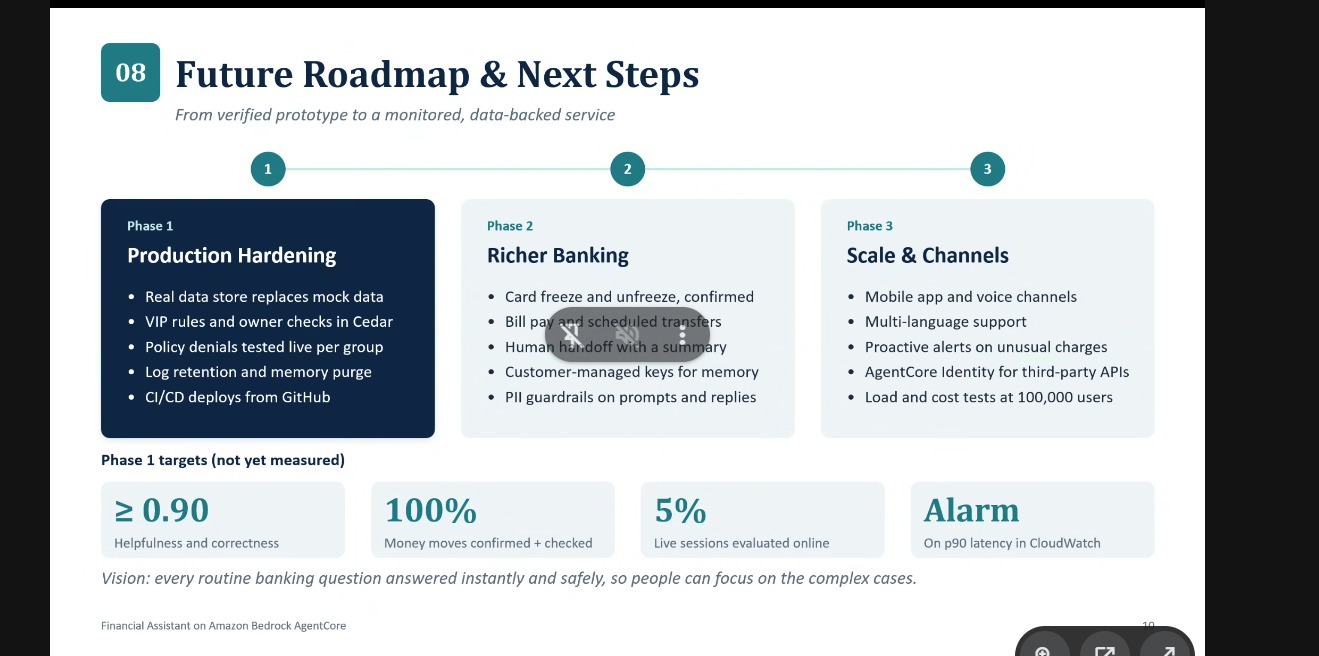 08
Future Roadmap & Next Steps
From verified prototype to a monitored, data-backed service
1
2
3
Phase 1
Production Hardening
• Real data store replaces mock data
• VIP rules and owner checks in Cedar
• Policy denials tested live per group
• Log retention and memory purge
• CI/CD deploys from GitHub
Phase 2
Richer Banking
• Card freeze and unfreeze, confirmed
• Bill pay and scheduled transfers
• Human handoff with a summary
• Customer-managed keys for memory
• PII guardrails on prompts and replies
Phase 3
Scale & Channels
• Mobile app and voice channels
• Multi-language support
• Proactive alerts on unusual charges
• AgentCore Identity for third-party APIs
• Load and cost tests at 100,000 users
Phase 1 targets (not yet measured)
≥ 0.90
Helpfulness and correctness
100%
Money moves confirmed + checked
5%
Live sessions evaluated online
Alarm
On p90 latency in CloudWatch
Vision: every routine banking question answered instantly and safely, so people can focus on the complex cases.
Financial Assistant on Amazon Bedrock AgentCore
10